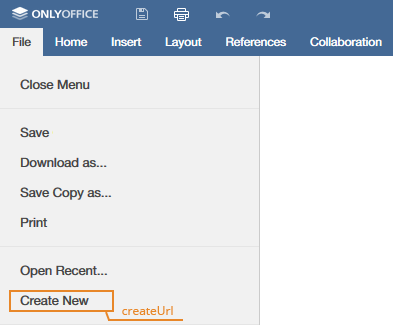 ONLYOFFICE
File Home Insert Layout References Collaboration
Close Menu
Save
Download as...
Save Copy as...
Print
Open Recent...
Create New
createUrl